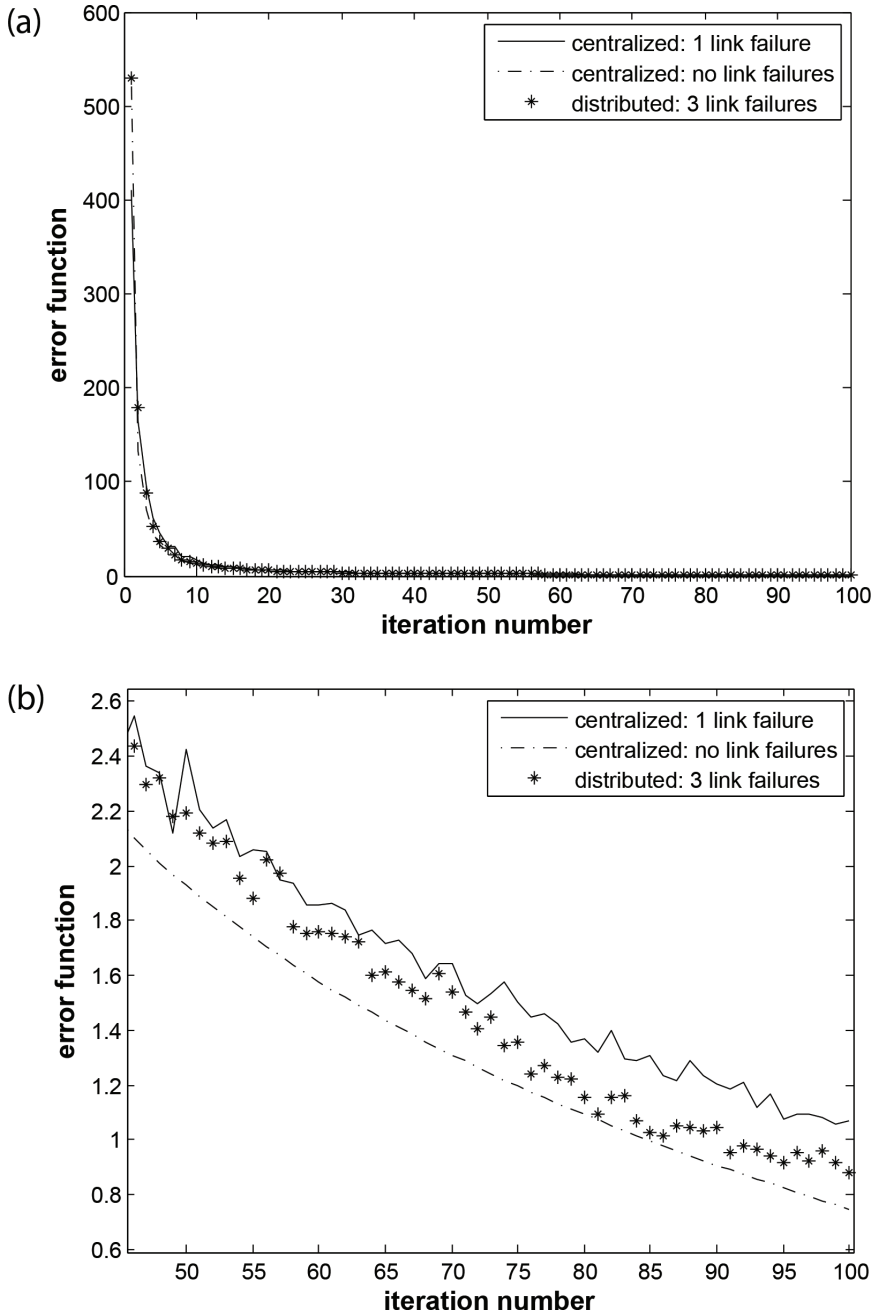 (a)
600
500
400
300
200
100
0
error function
centralized: 1 link failure
centralized: no link failures
distributed: 3 link failures
0 10 20 30 40 50 60 70 80 90 100
iteration number
(b)
2.6
2.4
2.2
2
1.8
1.6
1.4
1.2
1
0.8
0.6
error function
centralized: 1 link failure
centralized: no link failures
distributed: 3 link failures
50 55 60 65 70 75 80 85 90 95 100
iteration number